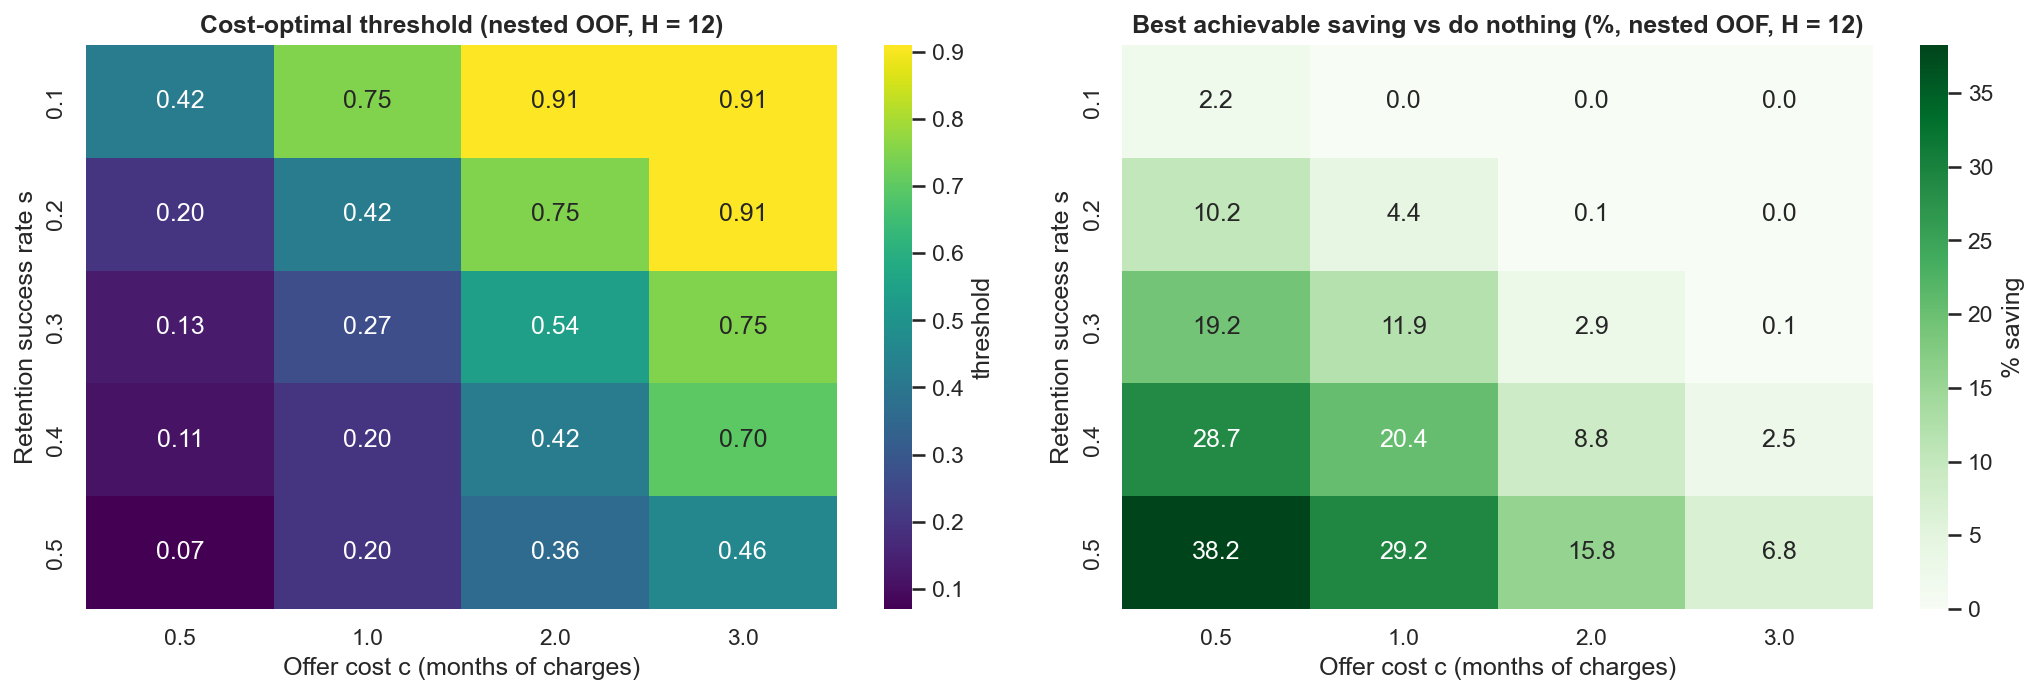 Cost-optimal threshold (nested OOF, H = 12)
Retention success rate s
0.1
0.2
0.3
0.4
0.5
0.42 0.75 0.91 0.91
0.20 0.42 0.75 0.91
0.13 0.27 0.54 0.75
0.11 0.20 0.42 0.70
0.07 0.20 0.36 0.46
0.5 1.0 2.0 3.0
Offer cost c (months of charges)
0.9
0.8
0.7
0.6
0.5
0.4
0.3
0.2
0.1
threshold
Best achievable saving vs do nothing (%, nested OOF, H = 12)
Retention success rate s
0.1
0.2
0.3
0.4
0.5
2.2 0.0 0.0 0.0
10.2 4.4 0.1 0.0
19.2 11.9 2.9 0.1
28.7 20.4 8.8 2.5
38.2 29.2 15.8 6.8
0.5 1.0 2.0 3.0
Offer cost c (months of charges)
35
30
25
20
15
10
5
0
% saving